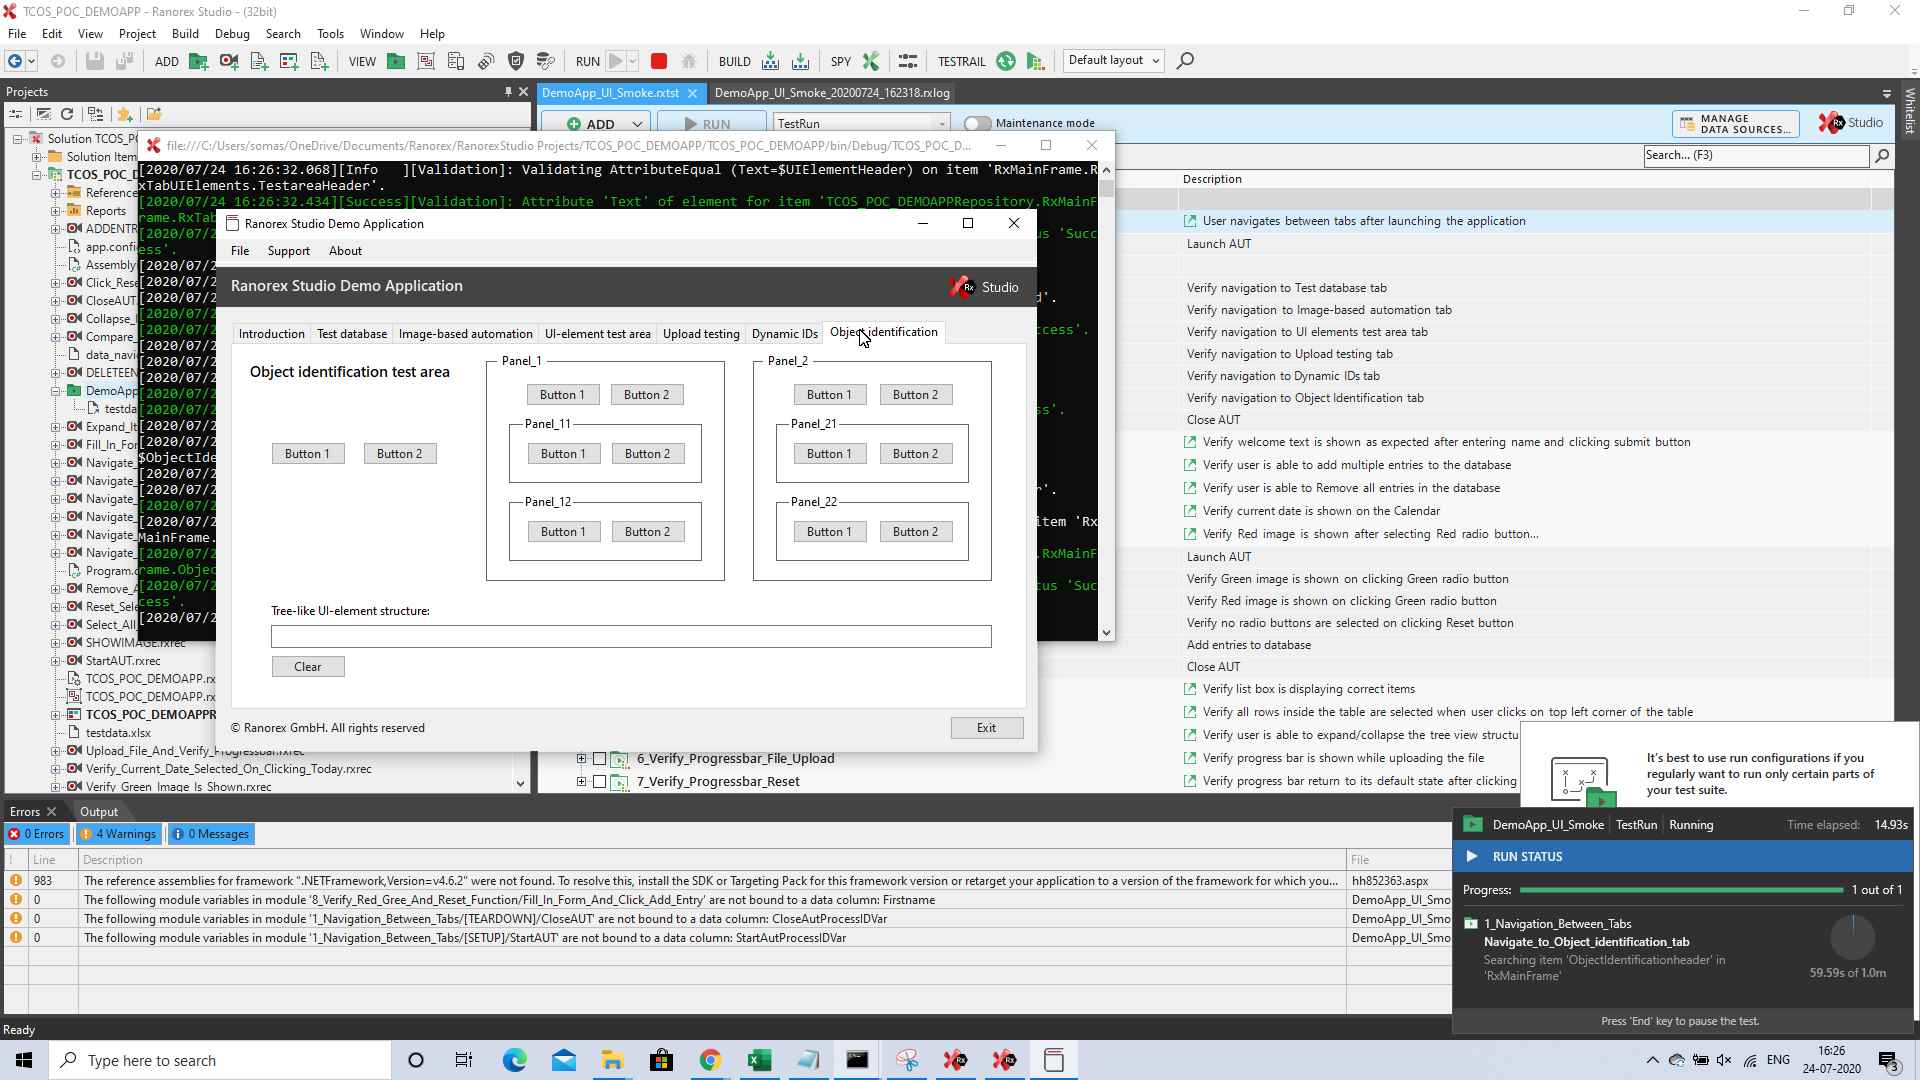 TCOS_POC_DEMOAPP - Ranorex Studio - (32bit)
File Edit View Project Build Debug Search Tools Window Help
ADD VIEW RUN BUILD SPY TESTRAIL Default layout
Projects
DemoApp_UI_Smoke.rxtst
DemoApp_UI_Smoke_20200724_162318.rxlog
Whitelist
ADD RUN TestRun Maintenance mode
MANAGE
DATA SOURCES...
Studio
Search... (F3)
Description
Solution TCOS_PO
Solution Item
TCOS_POC_D
Reference
Reports
ADDENTR
app.confi
Assembly
Click_Rese
CloseAUT
Collapse_I
Compare_
data_navi
DELETEEN
DemoApp
testda
Expand_It
Fill_In_For
Navigate_
Navigate_
Navigate_
Navigate_
Navigate_
Navigate_
Program.c
Remove_A
Reset_Sele
Select_All_
SHOWIMAGE.rxrec
StartAUT.rxrec
TCOS_POC_DEMOAPP.rx
TCOS_POC_DEMOAPP.rx
TCOS_POC_DEMOAPPR
testdata.xlsx
Upload_File_And_Verify_Progressbar.rxrec
Verify_Current_Date_Selected_On_Clicking_Today.rxrec
Verify_Green_Image_Is_Shown.rxrec
file:///C:/Users/somas/OneDrive/Documents/Ranorex/RanorexStudio Projects/TCOS_POC_DEMOAPP/TCOS_POC_DEMOAPP/bin/Debug/TCOS_POC_D...
[2020/07/24 16:26:32.068][Info   ][Validation]: Validating AttributeEqual (Text=$UIElementHeader) on item 'RxMainFrame.R
xTabUIElements.TestareaHeader'.
[2020/07/24 16:26:32.434][Success][Validation]: Attribute 'Text' of element for item 'TCOS_POC_DEMOAPPRepository.RxMainF
Ranorex Studio Demo Application
File Support About
Ranorex Studio Demo Application
Rx Studio
Introduction Test database Image-based automation UI-element test area Upload testing Dynamic IDs Object identification
Object identification test area
Button 1 Button 2
Panel_1
Button 1 Button 2
Panel_11
Button 1 Button 2
Panel_12
Button 1 Button 2
Panel_2
Button 1 Button 2
Panel_21
Button 1 Button 2
Panel_22
Button 1 Button 2
Tree-like UI-element structure:
Clear
© Ranorex GmbH. All rights reserved
Exit
User navigates between tabs after launching the application
Launch AUT
Verify navigation to Test database tab
Verify navigation to Image-based automation tab
Verify navigation to UI elements test area tab
Verify navigation to Upload testing tab
Verify navigation to Dynamic IDs tab
Verify navigation to Object Identification tab
Close AUT
Verify welcome text is shown as expected after entering name and clicking submit button
Verify user is able to add multiple entries to the database
Verify user is able to Remove all entries in the database
Verify current date is shown on the Calendar
Verify Red image is shown after selecting Red radio button...
Launch AUT
Verify Green image is shown on clicking Green radio button
Verify Red image is shown on clicking Green radio button
Verify no radio buttons are selected on clicking Reset button
Add entries to database
Close AUT
Verify list box is displaying correct items
Verify all rows inside the table are selected when user clicks on top left corner of the table
Verify user is able to expand/collapse the tree view structu
6_Verify_Progressbar_File_Upload
Verify progress bar is shown while uploading the file
7_Verify_Progressbar_Reset
Verify progress bar return to its default state after clicking
It's best to use run configurations if you
regularly want to run only certain parts of
your test suite.
Errors Output
0 Errors 4 Warnings 0 Messages
! Line Description File
983 The reference assemblies for framework ".NETFramework,Version=v4.6.2" were not found. To resolve this, install the SDK or Targeting Pack for this framework version or retarget your application to a version of the framework for which you... hh852363.aspx
0 The following module variables in module '8_Verify_Red_Gree_And_Reset_Function/Fill_In_Form_And_Click_Add_Entry' are not bound to a data column: Firstname DemoApp_UI_Smo
0 The following module variables in module '1_Navigation_Between_Tabs/[TEARDOWN]/CloseAUT' are not bound to a data column: CloseAutProcessIDVar DemoApp_UI_Smo
0 The following module variables in module '1_Navigation_Between_Tabs/[SETUP]/StartAUT' are not bound to a data column: StartAutProcessIDVar DemoApp_UI_Smo
DemoApp_UI_Smoke TestRun Running Time elapsed: 14.93s
RUN STATUS
Progress: 1 out of 1
1_Navigation_Between_Tabs
Navigate_to_Object_identification_tab
Searching item 'ObjectIdentificationheader' in
'RxMainFrame'
59.59s of 1.0m
Press 'End' key to pause the test.
Ready
Type here to search
ENG
16:26
24-07-2020
3